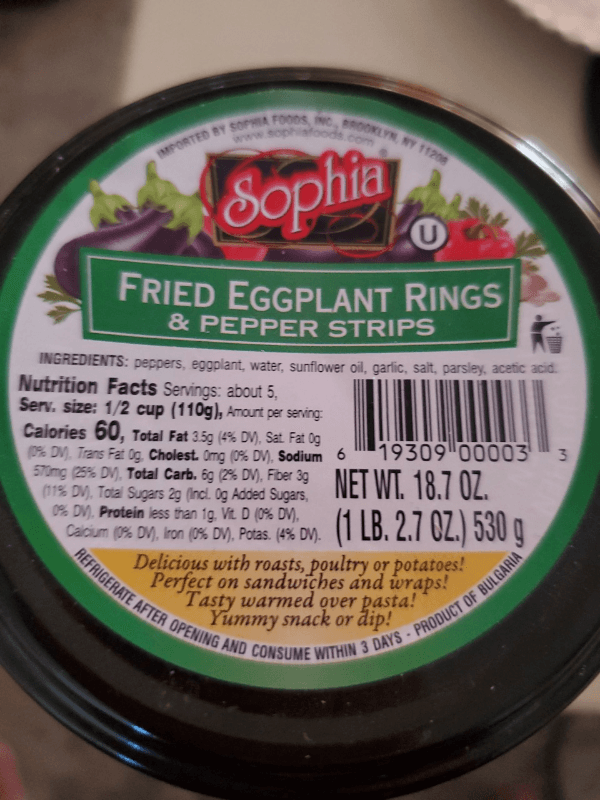 IMPORTED BY SOPHIA FOODS, INC., BROOKLYN, NY 11208
www.sophiafoods.com
Sophia®
U
FRIED EGGPLANT RINGS
& PEPPER STRIPS
INGREDIENTS: peppers, eggplant, water, sunflower oil, garlic, salt, parsley, acetic acid.
Nutrition Facts Servings: about 5,
Serv. size: 1/2 cup (110g), Amount per serving:
Calories 60, Total Fat 3.5g (4% DV), Sat. Fat 0g
(0% DV), Trans Fat 0g, Cholest. 0mg (0% DV), Sodium
570mg (25% DV), Total Carb. 6g (2% DV), Fiber 3g
(11% DV), Total Sugars 2g (Incl. 0g Added Sugars,
0% DV), Protein less than 1g, Vit. D (0% DV),
Calcium (0% DV), Iron (0% DV), Potas. (4% DV).
6 19309 00003 3
NET WT. 18.7 OZ.
(1 LB. 2.7 OZ.) 530 g
Delicious with roasts, poultry or potatoes!
Perfect on sandwiches and wraps!
Tasty warmed over pasta!
Yummy snack or dip!
REFRIGERATE AFTER OPENING AND CONSUME WITHIN 3 DAYS - PRODUCT OF BULGARIA